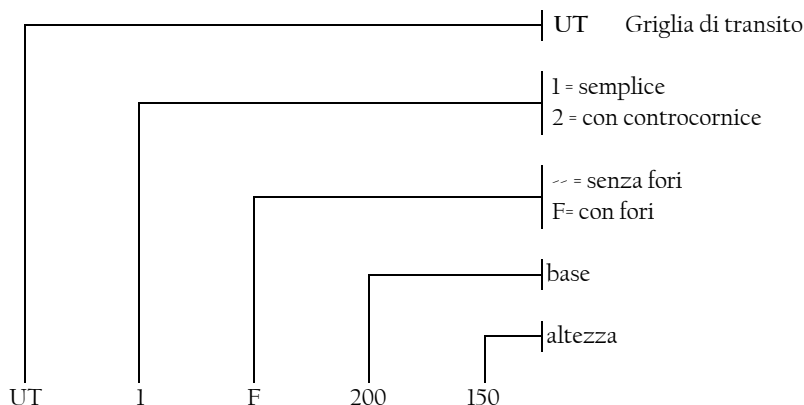 UT Griglia di transito
1 = semplice
2 = con controcornice
-- = senza fori
F= con fori
base
altezza
UT 1 F 200 150